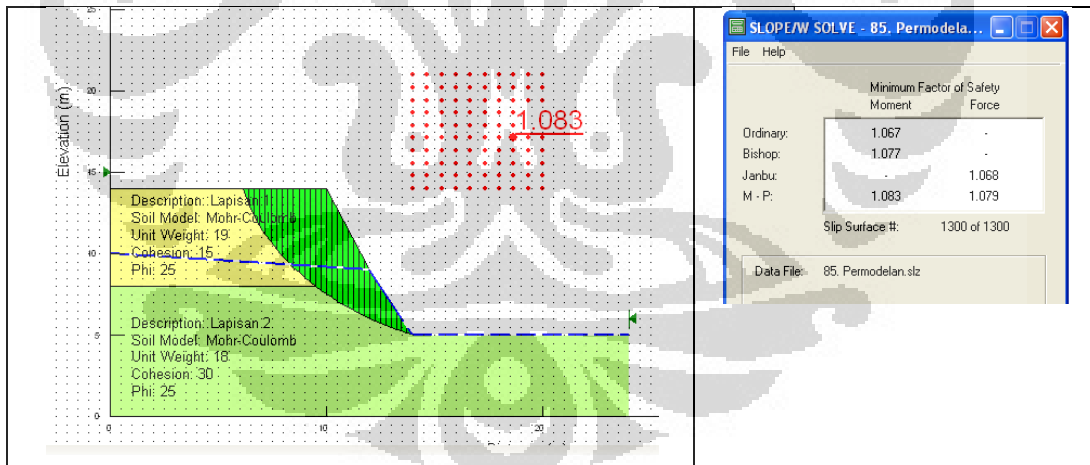 25
20
15
10
5
0
Elevation (m)
1.083
Description: Lapisan 1
Soil Model: Mohr-Coulomb
Unit Weight: 19
Cohesion: 15
Phi: 25
Description: Lapisan 2
Soil Model: Mohr-Coulomb
Unit Weight: 18
Cohesion: 30
Phi: 25
0
10
20
SLOPE/W SOLVE - 85. Permodela...
File Help
Minimum Factor of Safety
Moment Force
Ordinary: 1.067 -
Bishop: 1.077 -
Janbu: - 1.068
M - P: 1.083 1.079
Slip Surface #: 1300 of 1300
Data File: 85. Permodelan.slz